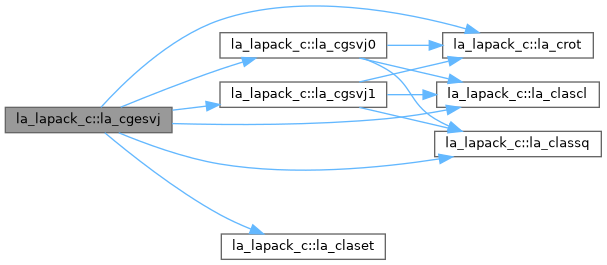 la_lapack_c::la_cgesvj
la_lapack_c::la_cgsvj0
la_lapack_c::la_cgsvj1
la_lapack_c::la_claset
la_lapack_c::la_crot
la_lapack_c::la_clascl
la_lapack_c::la_classq